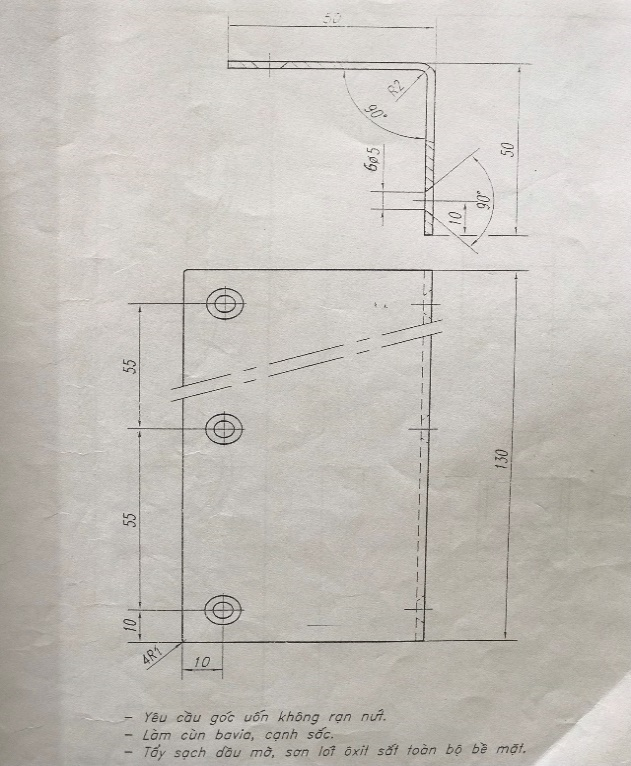 50
R2
90°
6ø5
50
10
90°
55
55
130
10
4R1
10
- Yêu cầu góc uốn không rạn nứt.
- Làm cùn bavia, cạnh sắc.
- Tẩy sạch dầu mỡ, sơn lót ôxit sắt toàn bộ bề mặt.